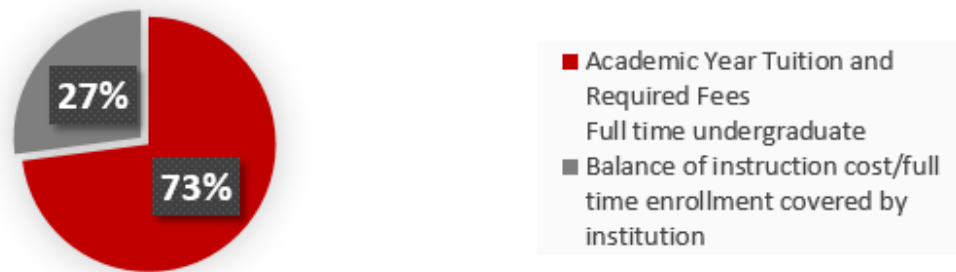 27%
73%
Academic Year Tuition and
Required Fees
Full time undergraduate
Balance of instruction cost/full
time enrollment covered by
institution